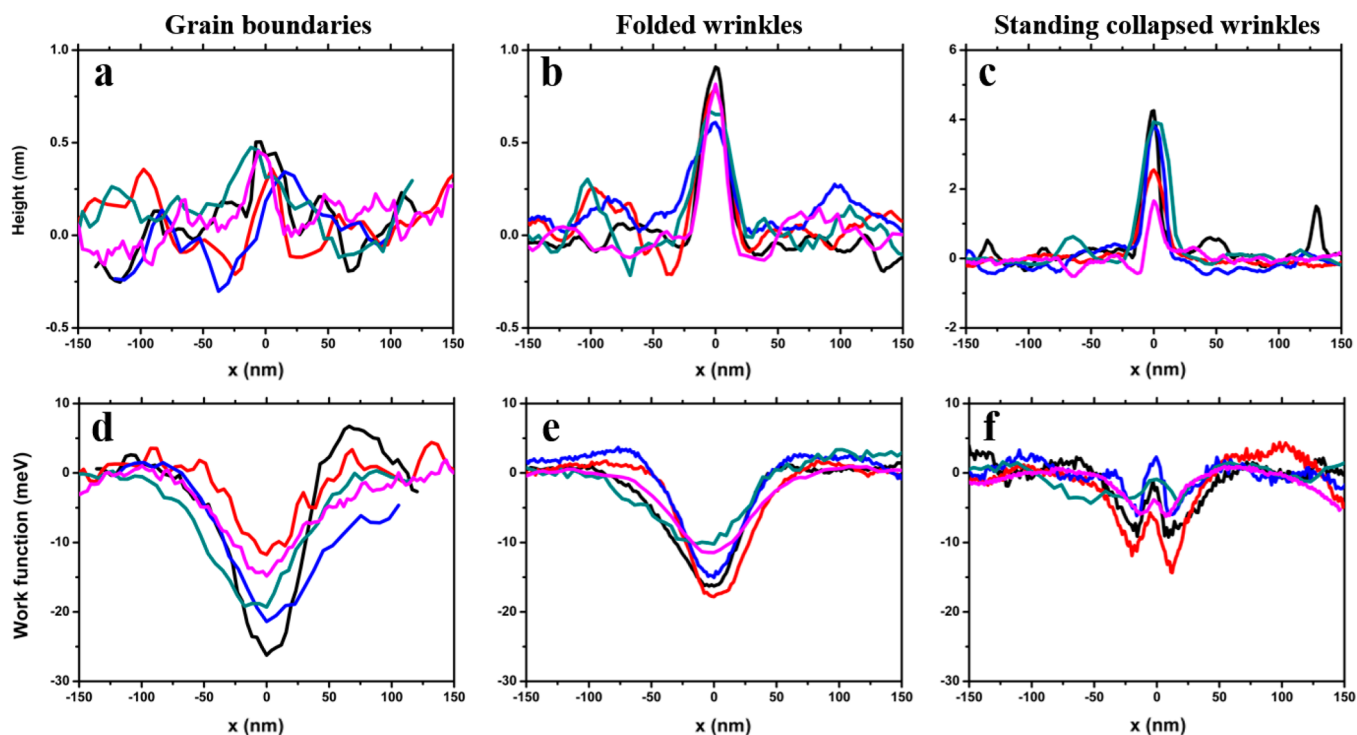 Grain boundaries
Folded wrinkles
Standing collapsed wrinkles
a
b
c
Height (nm)
1.0
0.5
0.0
-0.5
1.0
0.5
0.0
-0.5
6
4
2
0
-2
-150 -100 -50 0 50 100 150
-150 -100 -50 0 50 100 150
-150 -100 -50 0 50 100 150
x (nm)
x (nm)
x (nm)
d
e
f
Work function (meV)
10
0
-10
-20
-30
10
0
-10
-20
-30
10
0
-10
-20
-30
-150 -100 -50 0 50 100 150
-150 -100 -50 0 50 100 150
-150 -100 -50 0 50 100 150
x (nm)
x (nm)
x (nm)